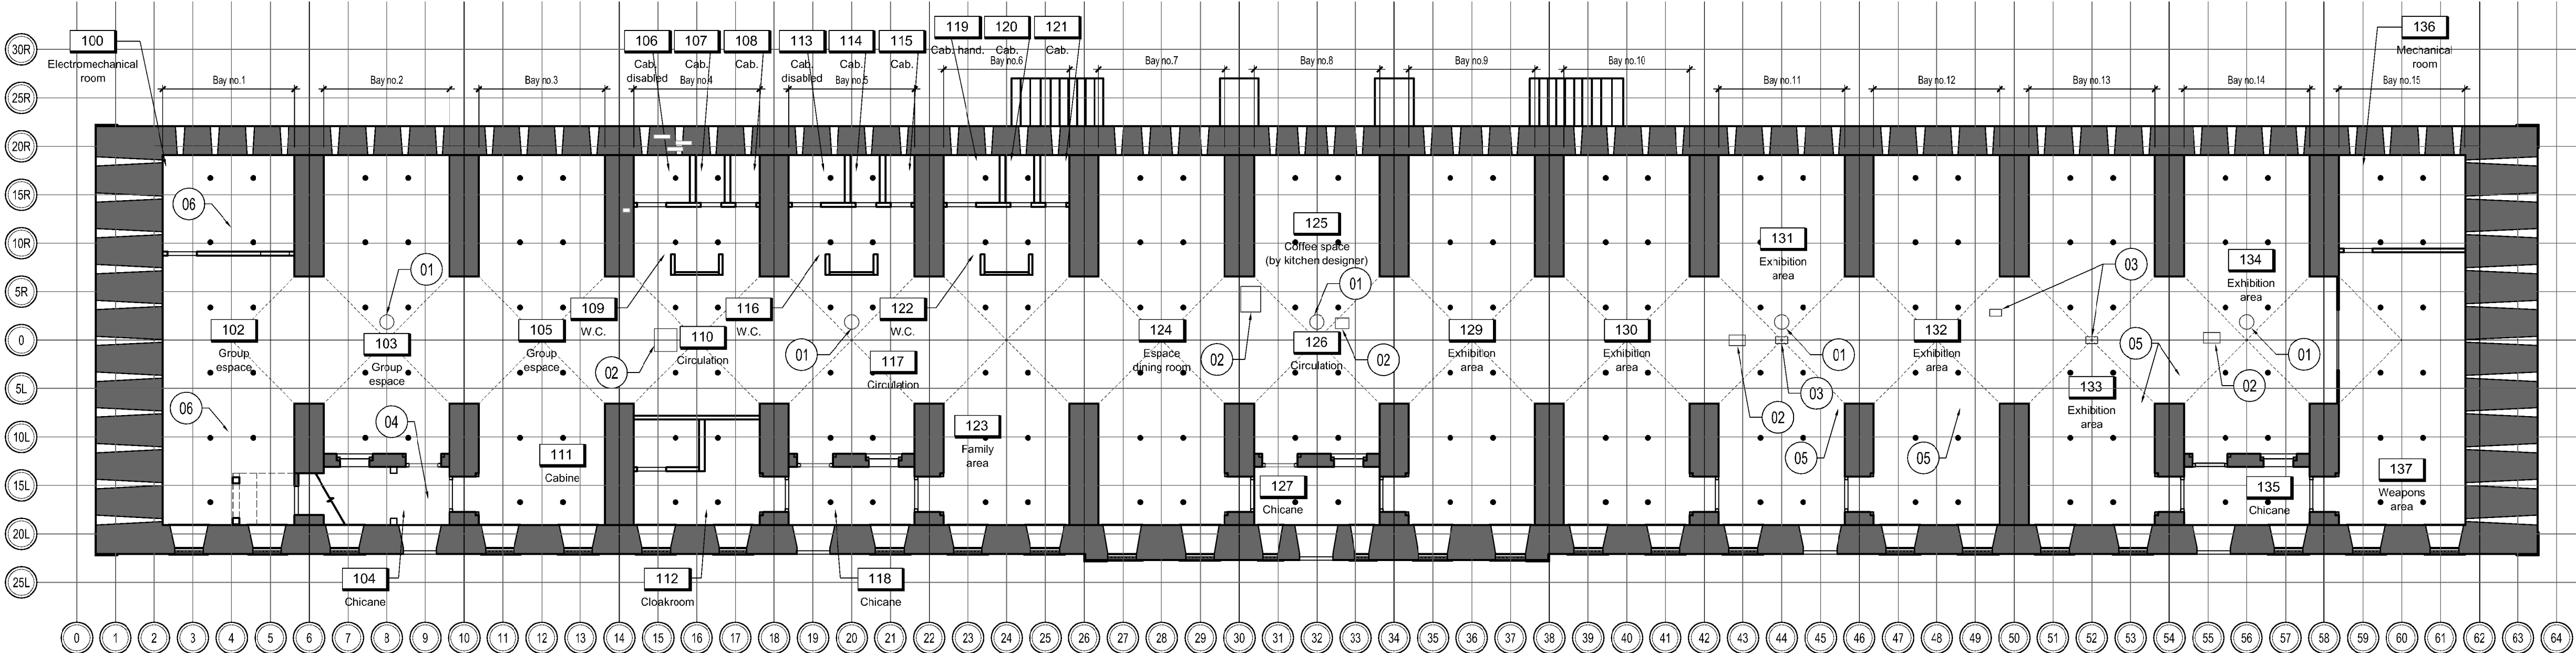 119
120
121
136
Cab. hand.
Cab.
Cab.
Mechanical
room
100
106
107
108
113
114
115
30R
Electromechanical
room
Cab.
disabled
Cab.
Cab.
Cab.
disabled
Cab.
Cab.
Bay no.1
Bay no.2
Bay no.3
Bay no.4
Bay no.5
Bay no.6
Bay no.7
Bay no.8
Bay no.9
Bay no.10
Bay no.11
Bay no.12
Bay no.13
Bay no.14
Bay no.15
25R
20R
15R
06
125
Coffee space
(by kitchen designer)
131
Exhibition
area
10R
134
Exhibition
area
01
01
03
5R
109
W.C.
116
W.C.
122
W.C.
102
Group
espace
103
Group
espace
105
Group
espace
110
Circulation
124
Espace
dining room
126
Circulation
129
Exhibition
area
130
Exhibition
area
132
Exhibition
area
0
01
02
117
Circulation
02
02
01
03
05
01
02
133
Exhibition
area
5L
06
04
02
123
Family
area
10L
111
Cabine
05
05
137
Weapons
area
15L
127
Chicane
135
Chicane
20L
25L
104
Chicane
112
Cloakroom
118
Chicane
0 1 2 3 4 5 6 7 8 9 10 11 12 13 14 15 16 17 18 19 20 21 22 23 24 25 26 27 28 29 30 31 32 33 34 35 36 37 38 39 40 41 42 43 44 45 46 47 48 49 50 51 52 53 54 55 56 57 58 59 60 61 62 63 64